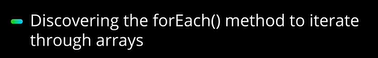 Discovering the forEach() method to iterate
through arrays